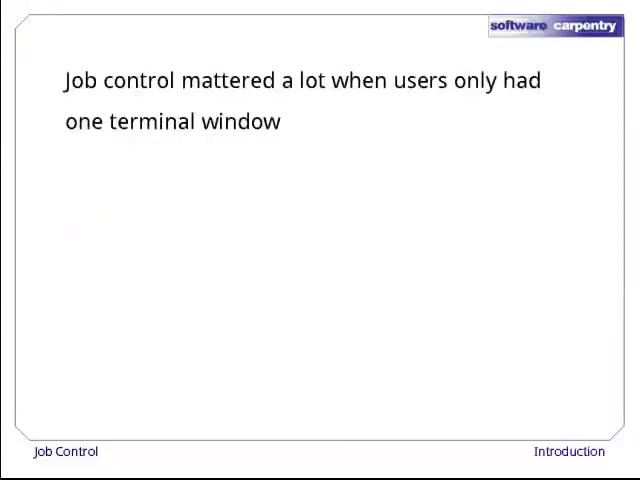 software carpentry
Job control mattered a lot when users only had
one terminal window
Job Control
Introduction